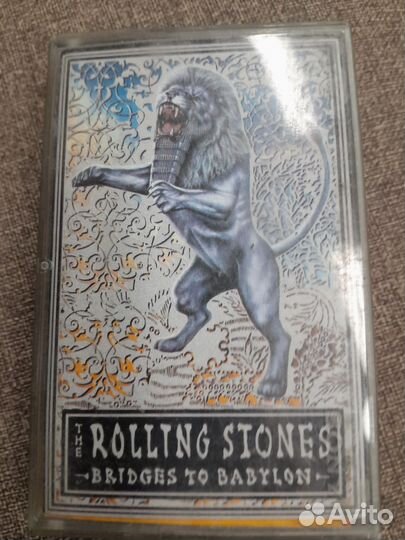 THE ROLLING STONES
BRIDGES TO BABYLON
Avito